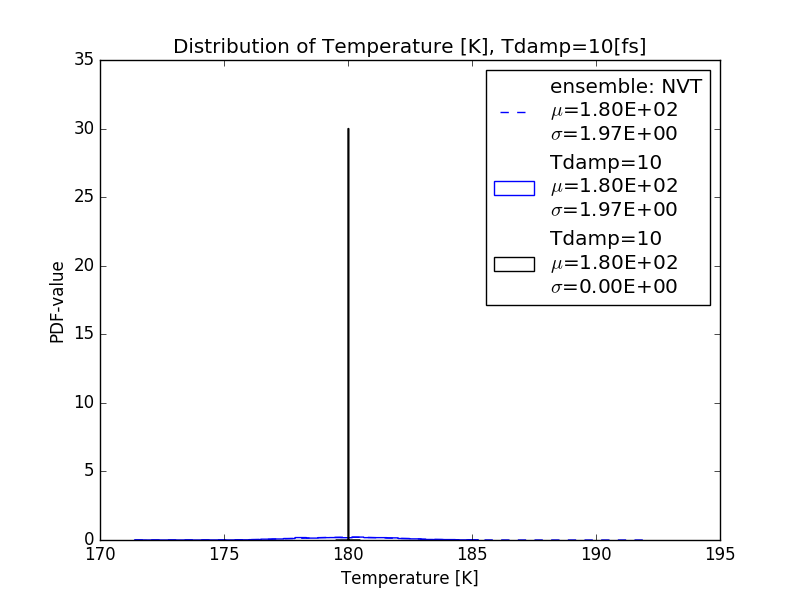 Distribution of Temperature [K], Tdamp=10[fs]
35
30
25
20
15
10
5
0
PDF-value
ensemble: NVT
μ=1.80E+02
σ=1.97E+00
Tdamp=10
μ=1.80E+02
σ=1.97E+00
Tdamp=10
μ=1.80E+02
σ=0.00E+00
170 175 180 185 190 195
Temperature [K]